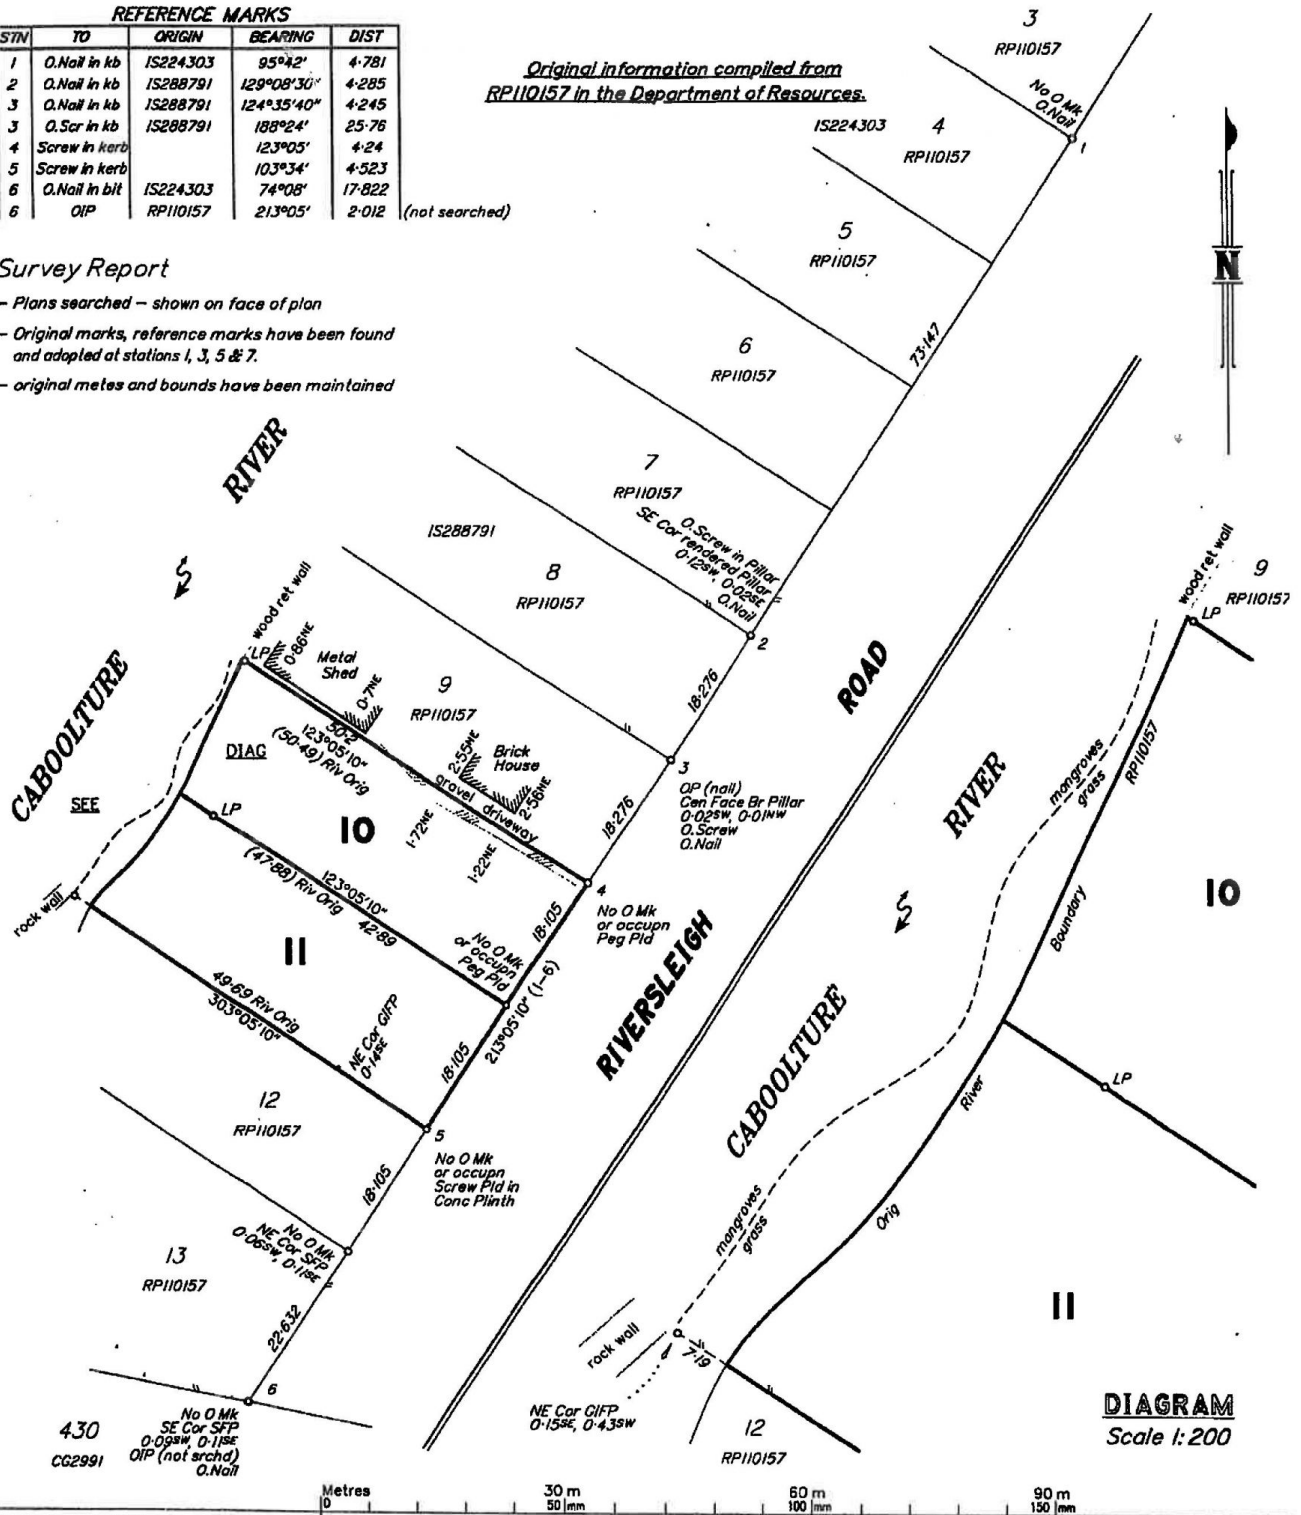 REFERENCE MARKS
STN TO ORIGIN BEARING DIST
1 O.Nail in kb IS224303 95°42' 4·781
2 O.Nail in kb IS288791 129°08'30" 4·285
3 O.Nail in kb IS288791 124°35'40" 4·245
3 O.Scr in kb IS288791 188°24' 25·76
4 Screw in kerb 123°05' 4·24
5 Screw in kerb 103°34' 4·523
6 O.Nail in bit IS224303 74°08' 17·822
6 OIP RP110157 213°05' 2·012 (not searched)
Survey Report
- Plans searched - shown on face of plan
- Original marks, reference marks have been found
and adopted at stations 1, 3, 5 & 7.
- original metes and bounds have been maintained
Original information compiled from
RP110157 in the Department of Resources.
3
RP110157
No O Mk
O.Nail
1
IS224303
4
RP110157
5
RP110157
N
6
RP110157
73·147
7
RP110157
O.Screw in Pillar
SE Cor rendered Pillar
0·12SW, 0·02SE
O.Nail
2
IS288791
8
RP110157
18·276
RIVER
CABOOLTURE
wood ret wall
LP
0·86NE
Metal
Shed
0·7NE
9
RP110157
50·2
123°05'10"
(50·49) Riv Orig
2·55NE
Brick
House
2·56NE
gravel driveway
1·72NE
1·22NE
3
OP (nail)
Cen Face Br Pillar
0·02SW, 0·01NW
O.Screw
O.Nail
18·276
DIAG
SEE
10
LP
123°05'10"
(47·88) Riv Orig
42·89
4
No O Mk
or occupn
Peg Pld
18·105
No O Mk
or occupn
Peg Pld
213°05'10" (1-6)
rock wall
11
49·69 Riv Orig
303°05'10"
NE Cor GIFP
0·14SE
18·105
12
RP110157
5
No O Mk
or occupn
Screw Pld in
Conc Plinth
18·105
No O Mk
NE Cor SFP
0·06SW, 0·11SE
13
RP110157
22·632
6
No O Mk
SE Cor SFP
0·09SW, 0·11SE
OIP (not srchd)
O.Nail
430
CG2991
ROAD
RIVERSLEIGH
RIVER
CABOOLTURE
wood ret wall
9
RP110157
LP
mangroves
grass
RP110157
Boundary
10
LP
River
Orig
mangroves
grass
11
rock wall
7·19
NE Cor GIFP
0·15SE, 0·43SW
12
RP110157
DIAGRAM
Scale 1:200
Metres
0
30 m
50 mm
60 m
100 mm
90 m
150 mm